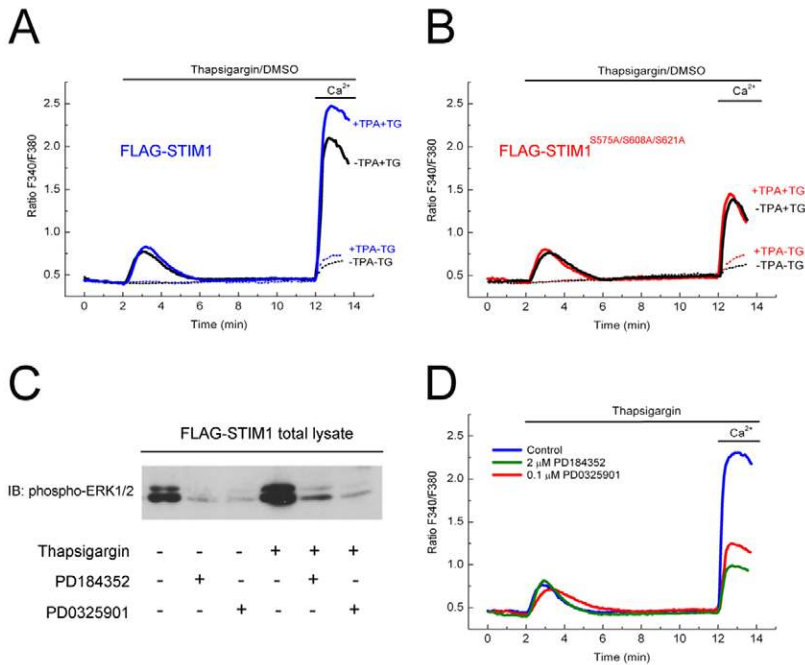 A
Thapsigargin/DMSO
Ca²⁺
2.5
2.0
1.5
1.0
0.5
Ratio F340/F380
FLAG-STIM1
+TPA+TG
-TPA+TG
+TPA-TG
-TPA-TG
0 2 4 6 8 10 12 14
Time (min)
B
Thapsigargin/DMSO
Ca²⁺
2.5
2.0
1.5
1.0
0.5
Ratio F340/F380
FLAG-STIM1 S575A/S608A/S621A
+TPA+TG
-TPA+TG
+TPA-TG
-TPA-TG
0 2 4 6 8 10 12 14
Time (min)
C
FLAG-STIM1 total lysate
IB: phospho-ERK1/2
Thapsigargin - - - + + +
PD184352 - + - - + -
PD0325901 - - + - - +
D
Thapsigargin
Ca²⁺
Control
2 μM PD184352
0.1 μM PD0325901
2.5
2.0
1.5
1.0
0.5
Ratio F340/F380
0 2 4 6 8 10 12 14
Time (min)